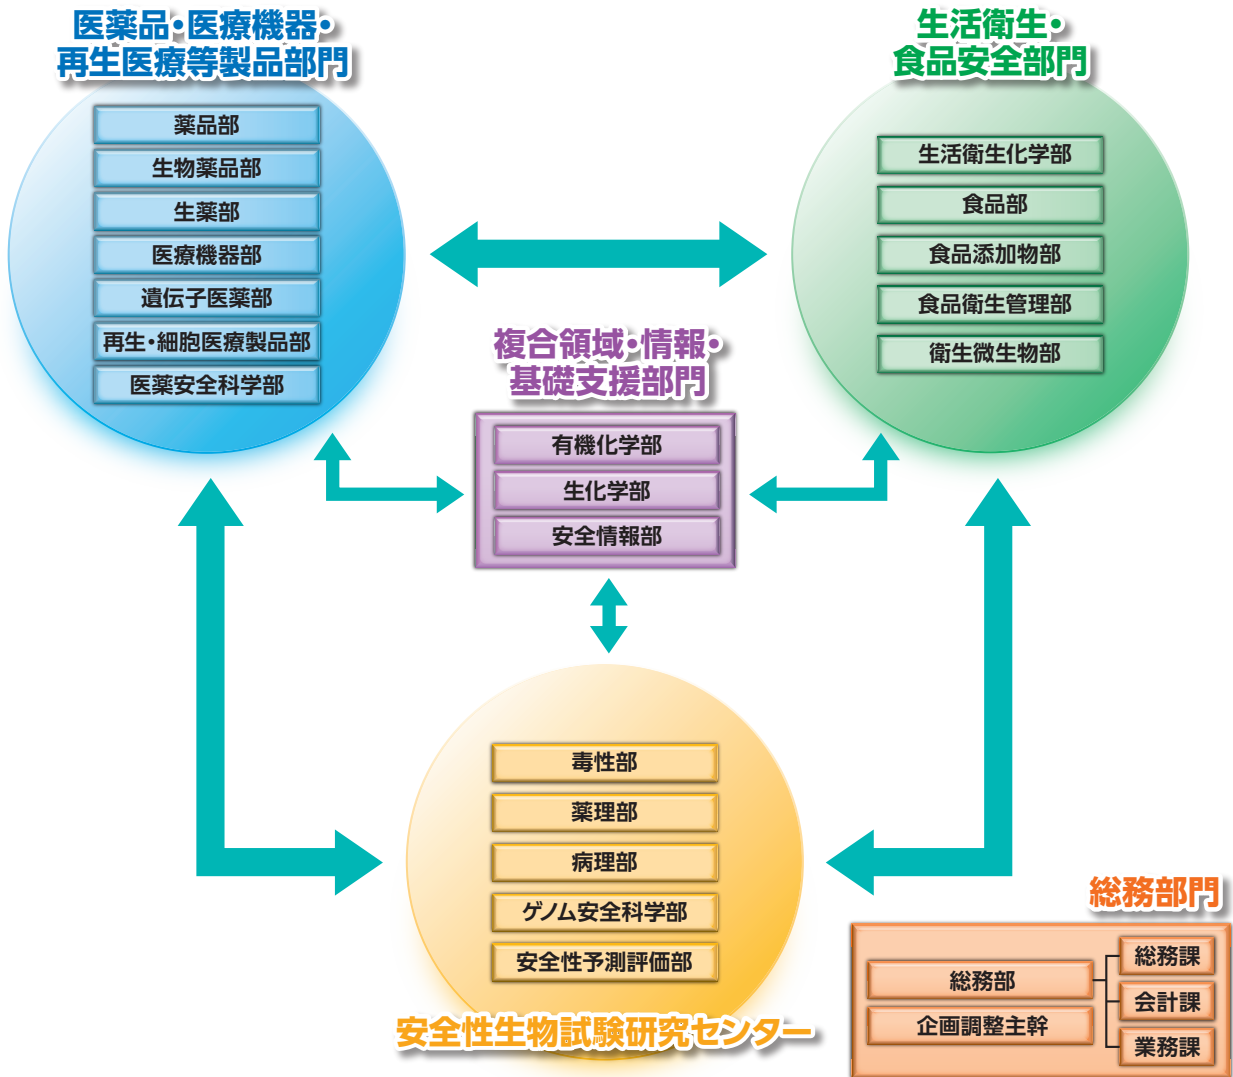 医薬品・医療機器・
再生医療等製品部門
薬品部
生物薬品部
生薬部
医療機器部
遺伝子医薬部
再生・細胞医療製品部
医薬安全科学部
生活衛生・
食品安全部門
生活衛生化学部
食品部
食品添加物部
食品衛生管理部
衛生微生物部
複合領域・情報・
基礎支援部門
有機化学部
生化学部
安全情報部
毒性部
薬理部
病理部
ゲノム安全科学部
安全性予測評価部
安全性生物試験研究センター
総務部門
総務部
企画調整主幹
総務課
会計課
業務課